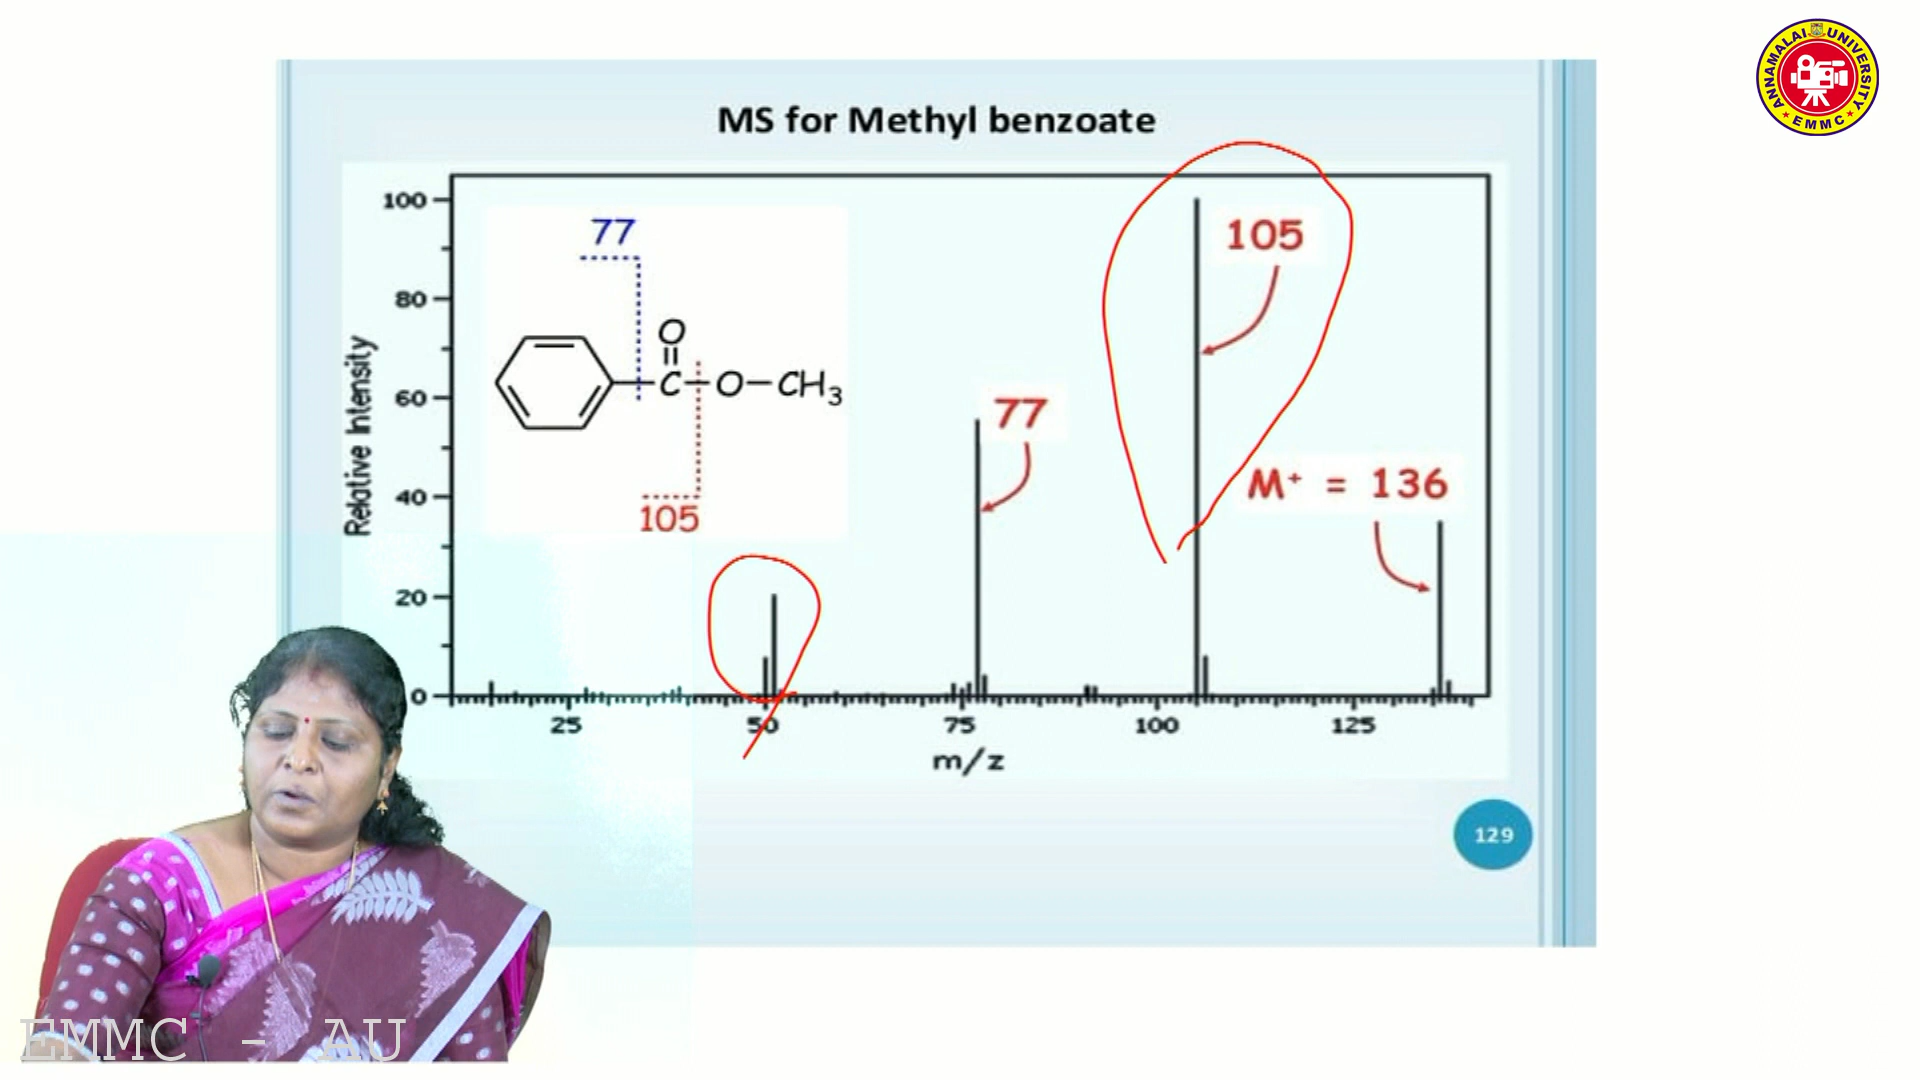 ANNAMALAI UNIVERSITY
EMMC
MS for Methyl benzoate
100
80
60
40
20
0
Relative Intensity
77
O
C
O
CH3
105
77
105
M+ = 136
25
50
75
100
125
m/z
129
EMMC - AU